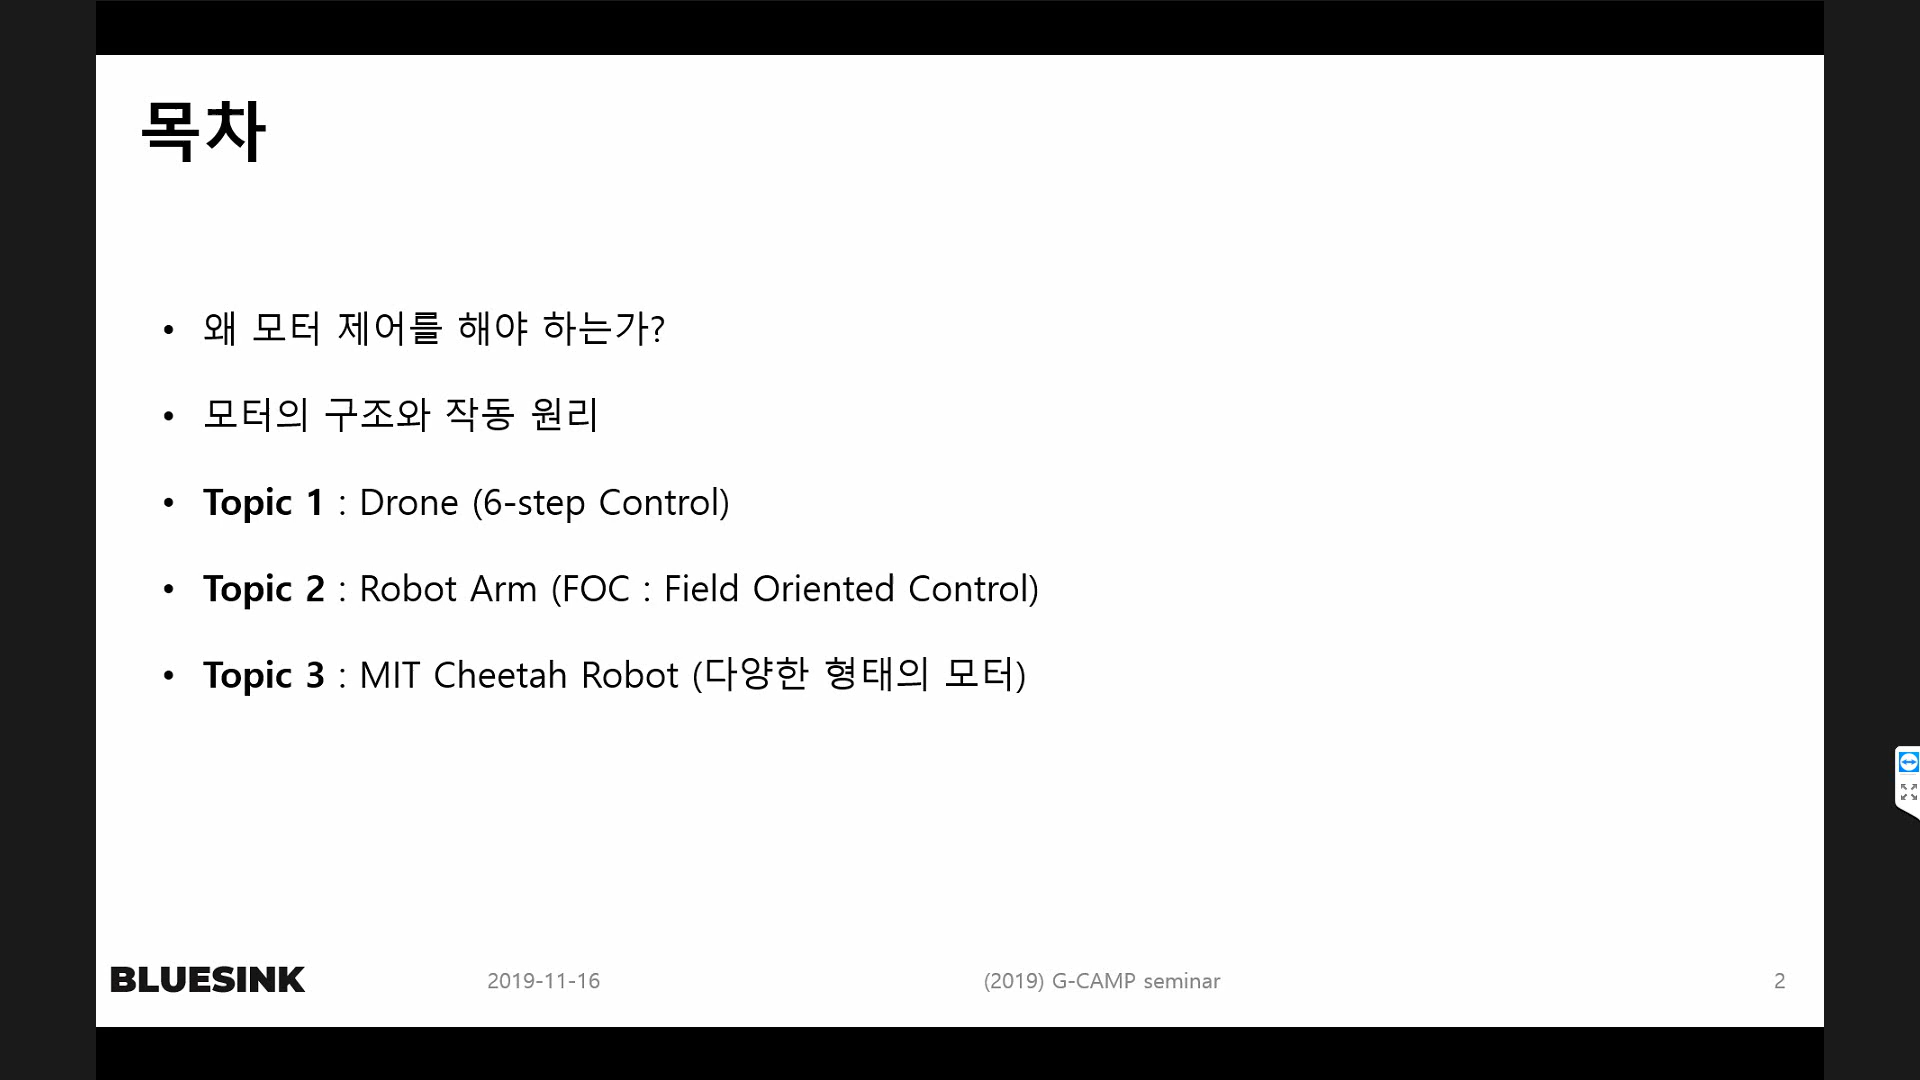 목차
• 왜 모터 제어를 해야 하는가?
• 모터의 구조와 작동 원리
• Topic 1 : Drone (6-step Control)
• Topic 2 : Robot Arm (FOC : Field Oriented Control)
• Topic 3 : MIT Cheetah Robot (다양한 형태의 모터)
BLUESINK 2019-11-16 (2019) G-CAMP seminar 2